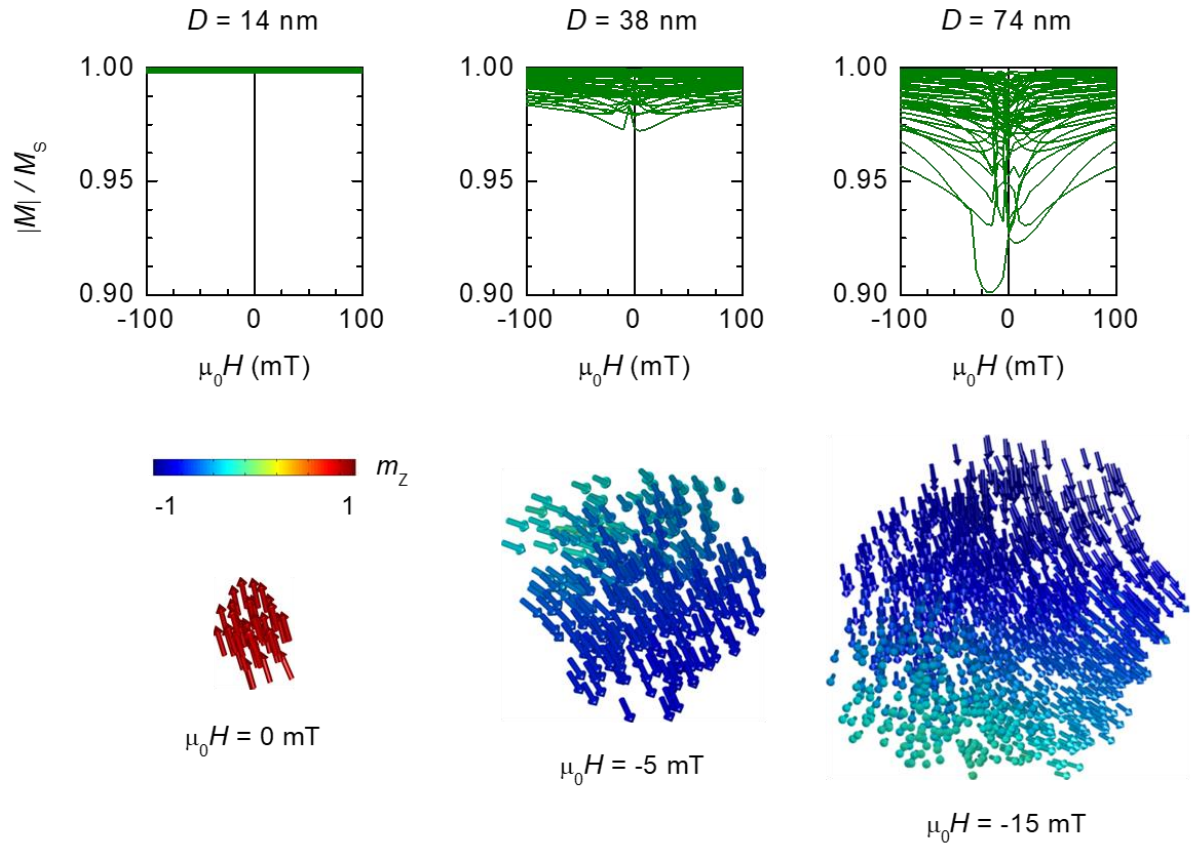 D = 14 nm
D = 38 nm
D = 74 nm
|M| / M_S
1.00
0.95
0.90
-100 0 100
μ₀H (mT)
1.00
0.95
0.90
-100 0 100
μ₀H (mT)
1.00
0.95
0.90
-100 0 100
μ₀H (mT)
m_Z
-1 1
μ₀H = 0 mT
μ₀H = -5 mT
μ₀H = -15 mT